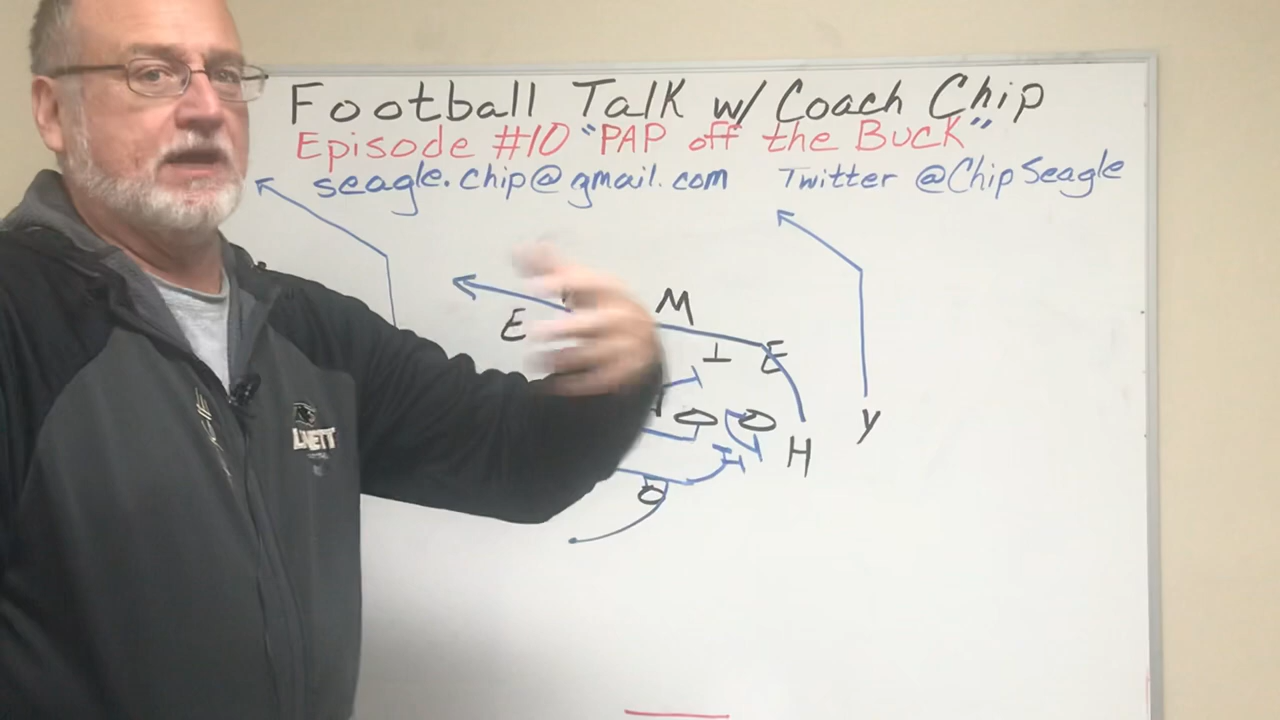 Football Talk w/ Coach Chip
Episode #10 "PAP off the Buck"
seagle.chip@gmail.com Twitter @ChipSeagle
M
E
E
T
y
H